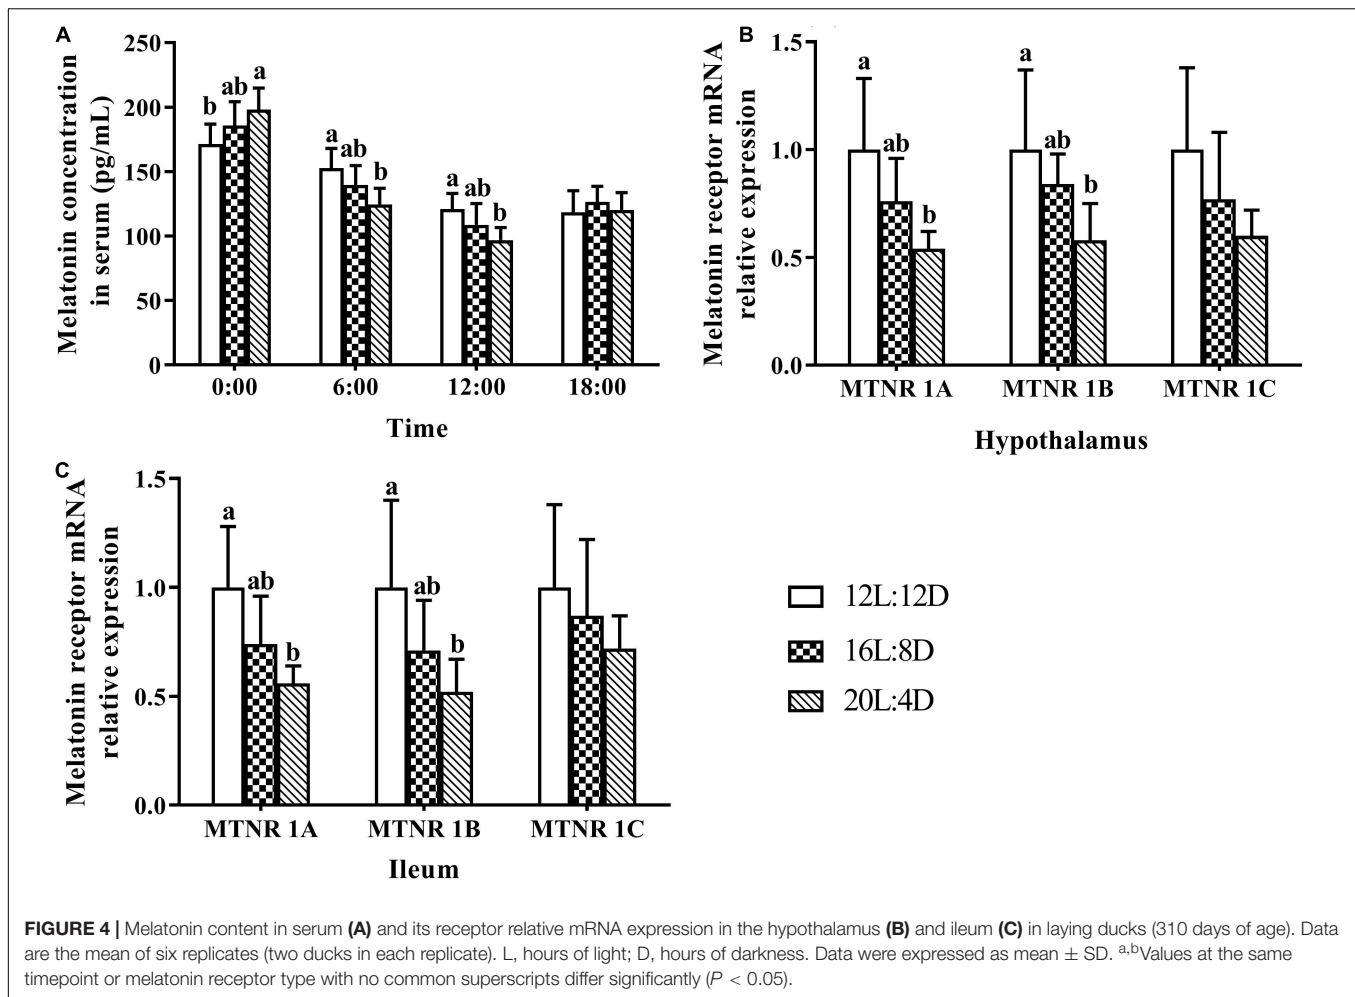 A
Melatonin concentration
in serum (pg/mL)
250
200
150
100
50
0
b
ab
a
a
ab
b
a
ab
b
0:00
6:00
12:00
18:00
Time
B
Melatonin receptor mRNA
relative expression
1.5
1.0
0.5
0.0
a
ab
b
a
ab
b
MTNR 1A
MTNR 1B
MTNR 1C
Hypothalamus
C
Melatonin receptor mRNA
relative expression
1.5
1.0
0.5
0.0
a
ab
b
a
ab
b
MTNR 1A
MTNR 1B
MTNR 1C
Ileum
12L:12D
16L:8D
20L:4D
FIGURE 4 | Melatonin content in serum (A) and its receptor relative mRNA expression in the hypothalamus (B) and ileum (C) in laying ducks (310 days of age). Data
are the mean of six replicates (two ducks in each replicate). L, hours of light; D, hours of darkness. Data were expressed as mean ± SD. a,bValues at the same
timepoint or melatonin receptor type with no common superscripts differ significantly (P < 0.05).